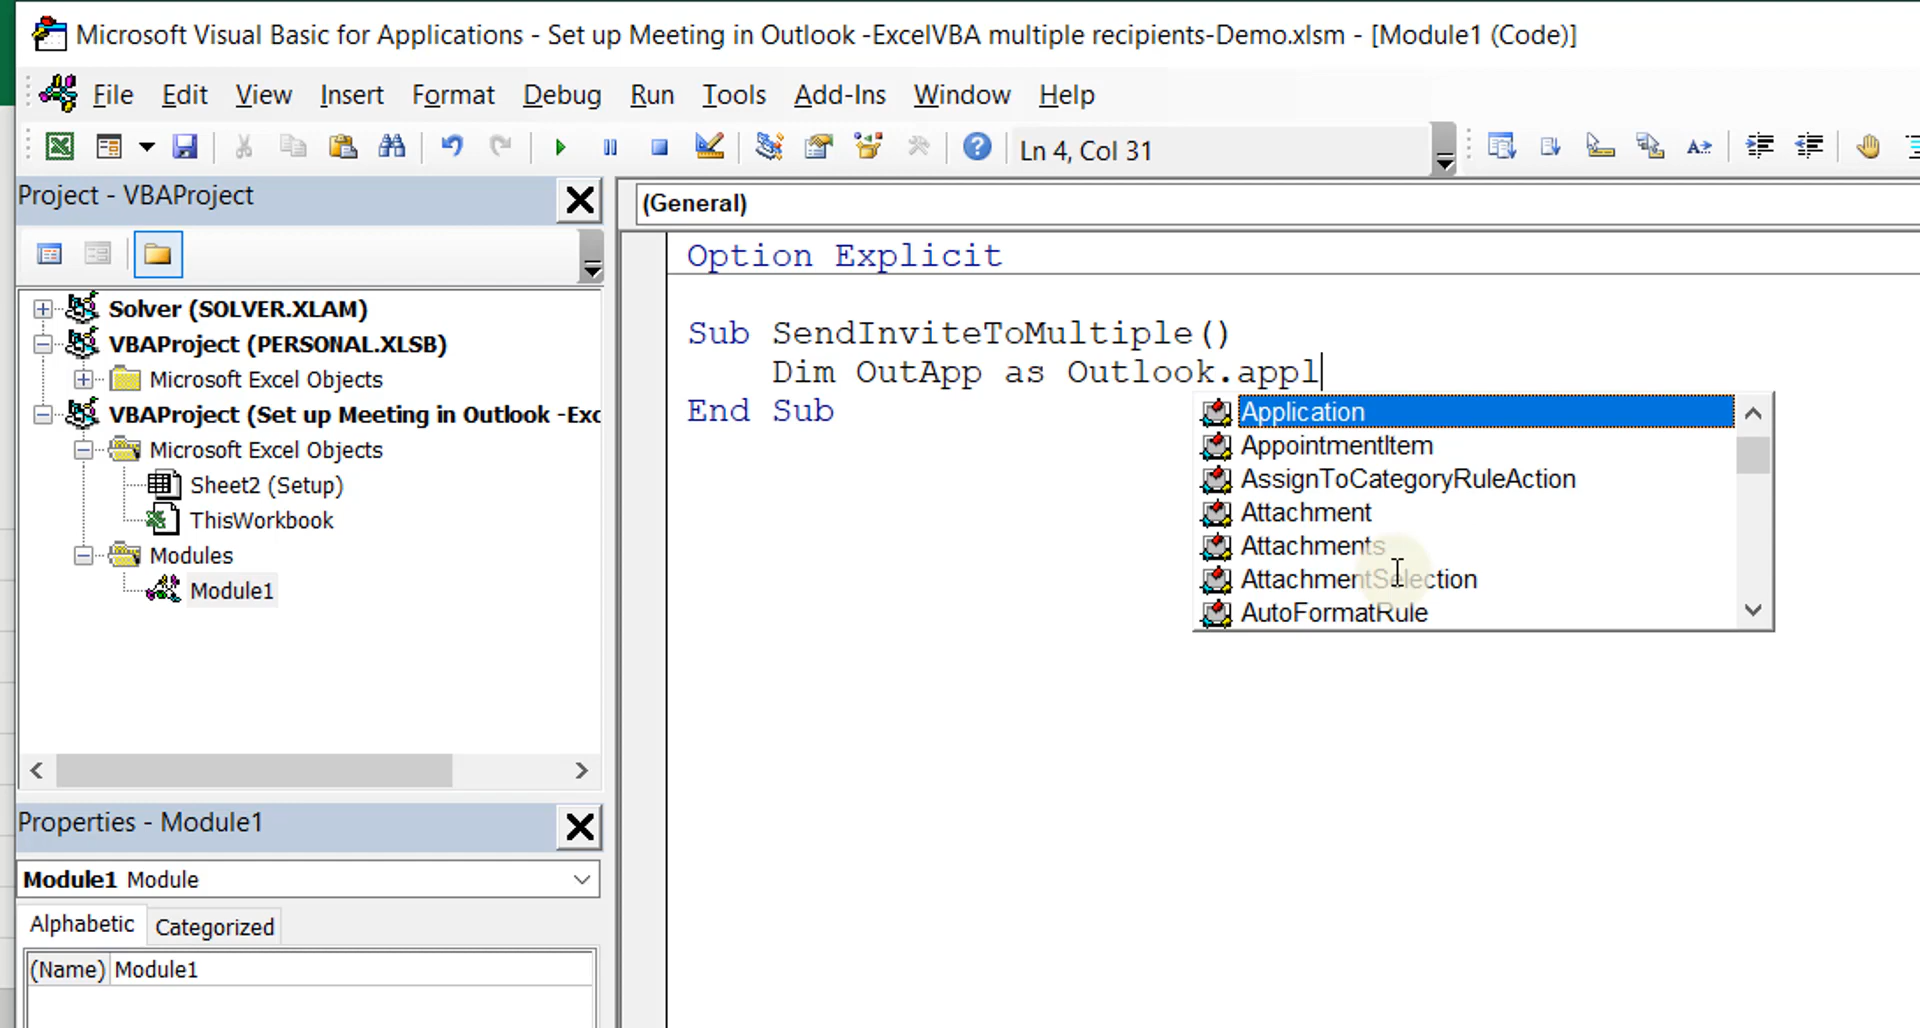 Microsoft Visual Basic for Applications - Set up Meeting in Outlook -ExcelVBA multiple recipients-Demo.xlsm - [Module1 (Code)]
File Edit View Insert Format Debug Run Tools Add-Ins Window Help
Ln 4, Col 31
Project - VBAProject
(General)
Solver (SOLVER.XLAM)
VBAProject (PERSONAL.XLSB)
Microsoft Excel Objects
VBAProject (Set up Meeting in Outlook -Exc
Microsoft Excel Objects
Sheet2 (Setup)
ThisWorkbook
Modules
Module1
Option Explicit
Sub SendInviteToMultiple()
Dim OutApp as Outlook.appl
End Sub
Application
AppointmentItem
AssignToCategoryRuleAction
Attachment
Attachments
AttachmentSelection
AutoFormatRule
Properties - Module1
Module1 Module
Alphabetic Categorized
(Name) Module1